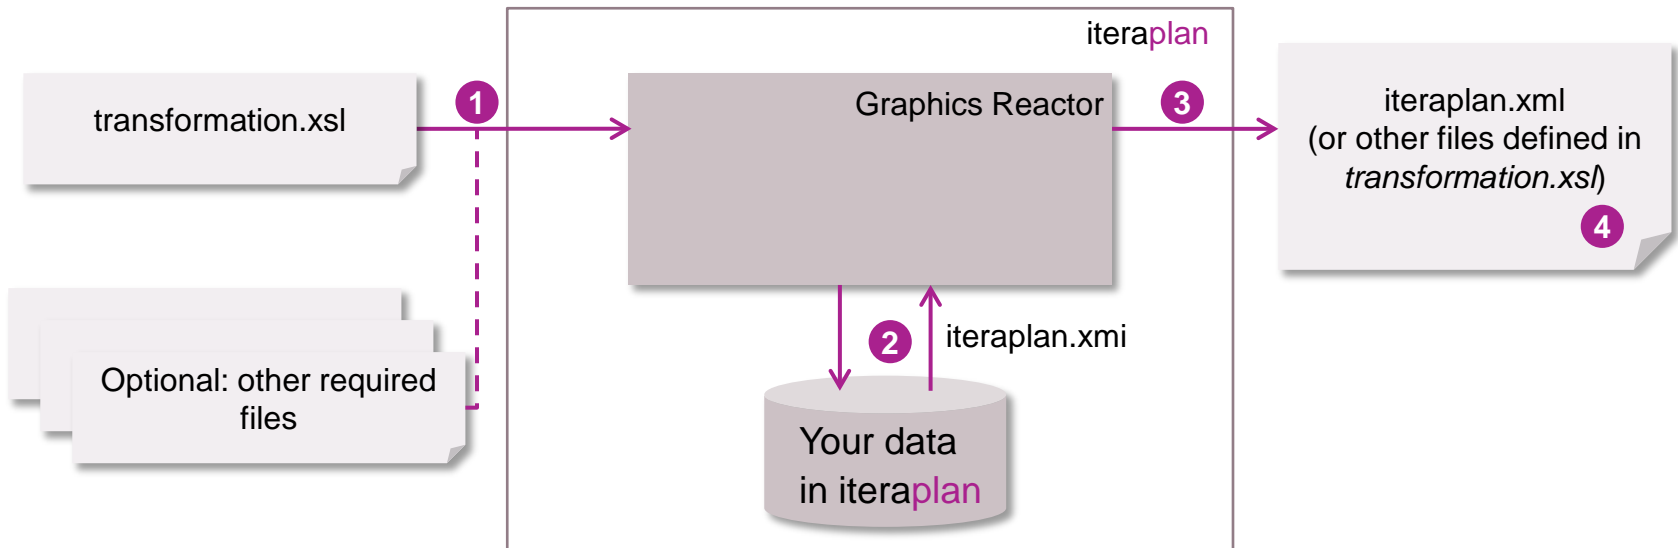 iteraplan
transformation.xsl
1
Graphics Reactor
3
iteraplan.xml
(or other files defined in
transformation.xsl)
4
2
iteraplan.xmi
Optional: other required
files
Your data
in iteraplan